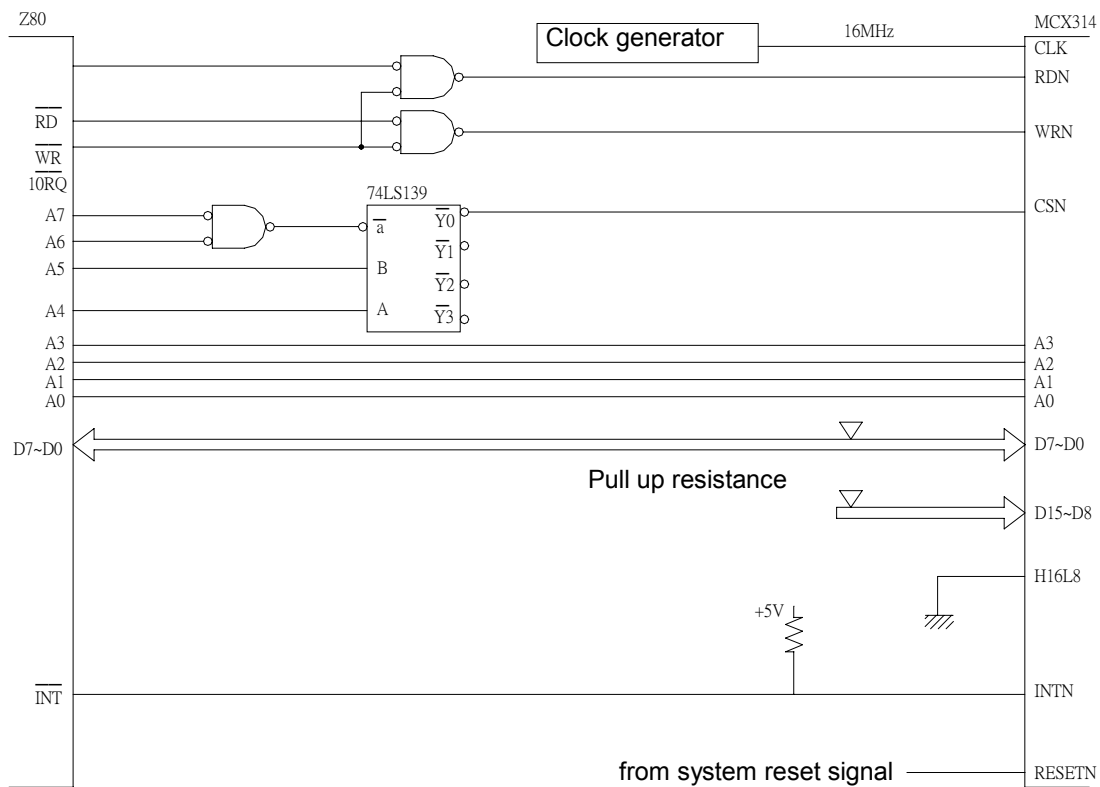 Z80
MCX314
Clock generator
16MHz
CLK
RDN
RD
WRN
WR
10RQ
74LS139
A7
a
Y0
CSN
A6
Y1
A5
B
Y2
A4
A
Y3
A3
A3
A2
A2
A1
A1
A0
A0
D7~D0
D7~D0
Pull up resistance
D15~D8
H16L8
+5V
INT
INTN
from system reset signal
RESETN